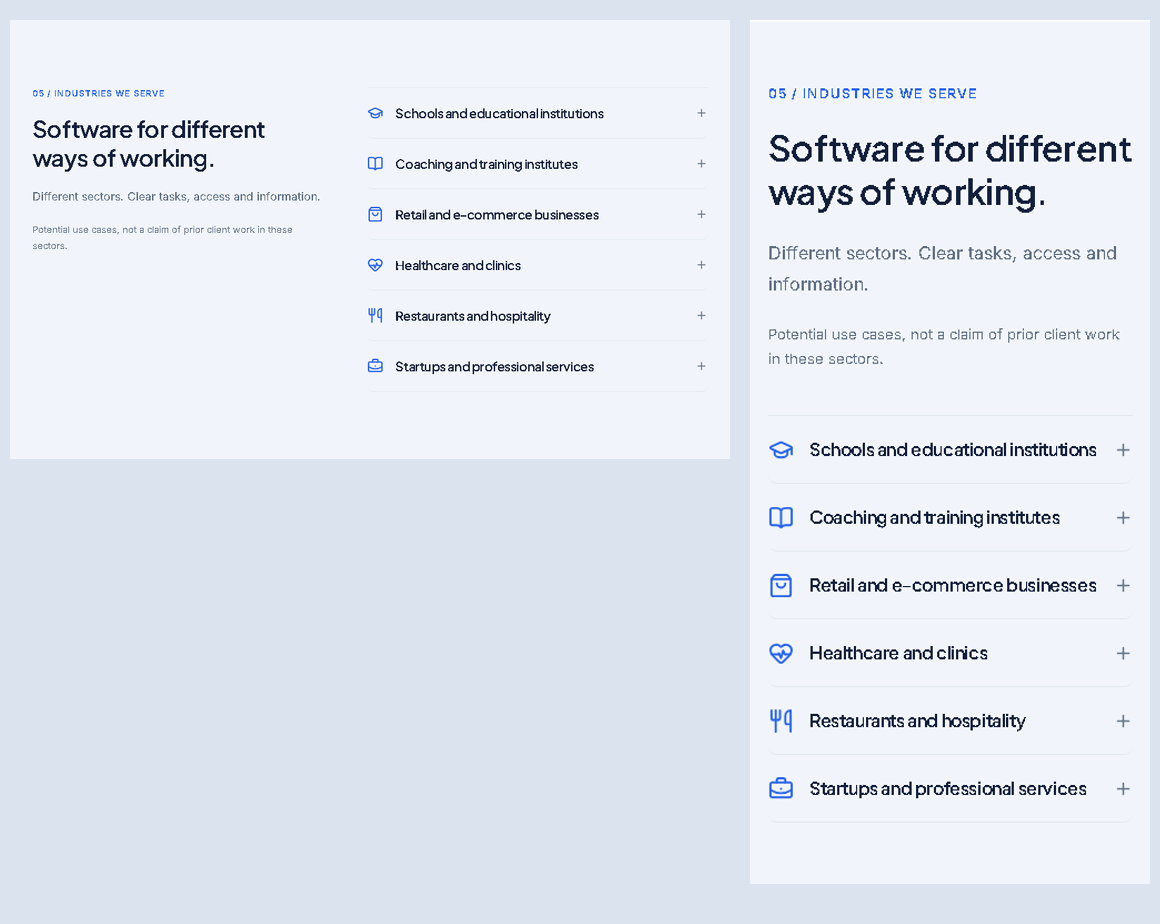 05 / INDUSTRIES WE SERVE
Software for different
ways of working.
Different sectors. Clear tasks, access and information.
Potential use cases, not a claim of prior client work in these
sectors.
Schools and educational institutions
Coaching and training institutes
Retail and e-commerce businesses
Healthcare and clinics
Restaurants and hospitality
Startups and professional services
05 / INDUSTRIES WE SERVE
Software for different
ways of working.
Different sectors. Clear tasks, access and
information.
Potential use cases, not a claim of prior client work
in these sectors.
Schools and educational institutions
Coaching and training institutes
Retail and e-commerce businesses
Healthcare and clinics
Restaurants and hospitality
Startups and professional services